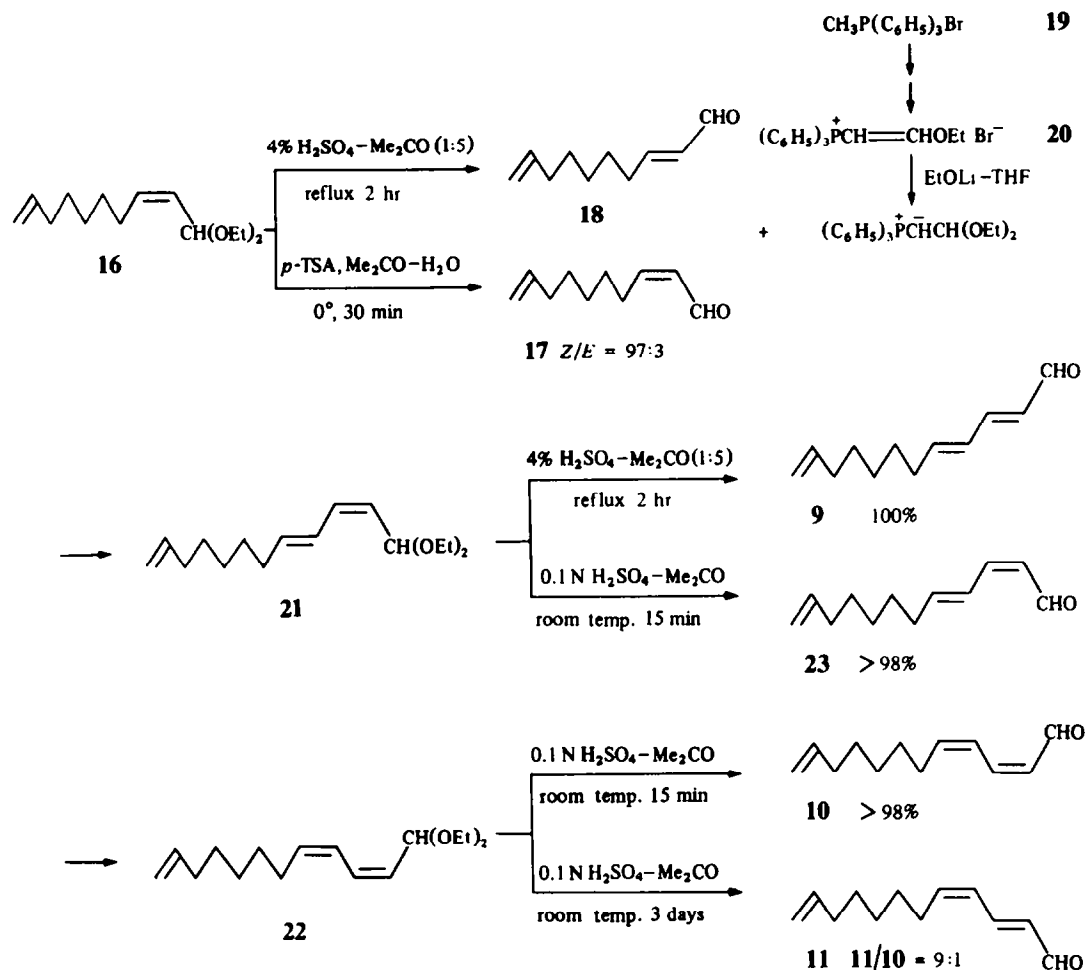 CH3P(C6H5)3Br 19
(C6H5)3P+CH=CHOEt Br− 20
EtOLi-THF
+ (C6H5)3P+C−HCH(OEt)2
CH(OEt)2
16
4% H2SO4-Me2CO (1:5)
reflux 2 hr
CHO
18
p-TSA, Me2CO-H2O
0°, 30 min
CHO
17 Z/E = 97:3
CH(OEt)2
21
4% H2SO4-Me2CO(1:5)
reflux 2 hr
CHO
9 100%
0.1 N H2SO4-Me2CO
room temp. 15 min
CHO
23 >98%
CH(OEt)2
22
0.1 N H2SO4-Me2CO
room temp. 15 min
CHO
10 >98%
0.1 N H2SO4-Me2CO
room temp. 3 days
CHO
11 11/10 = 9:1